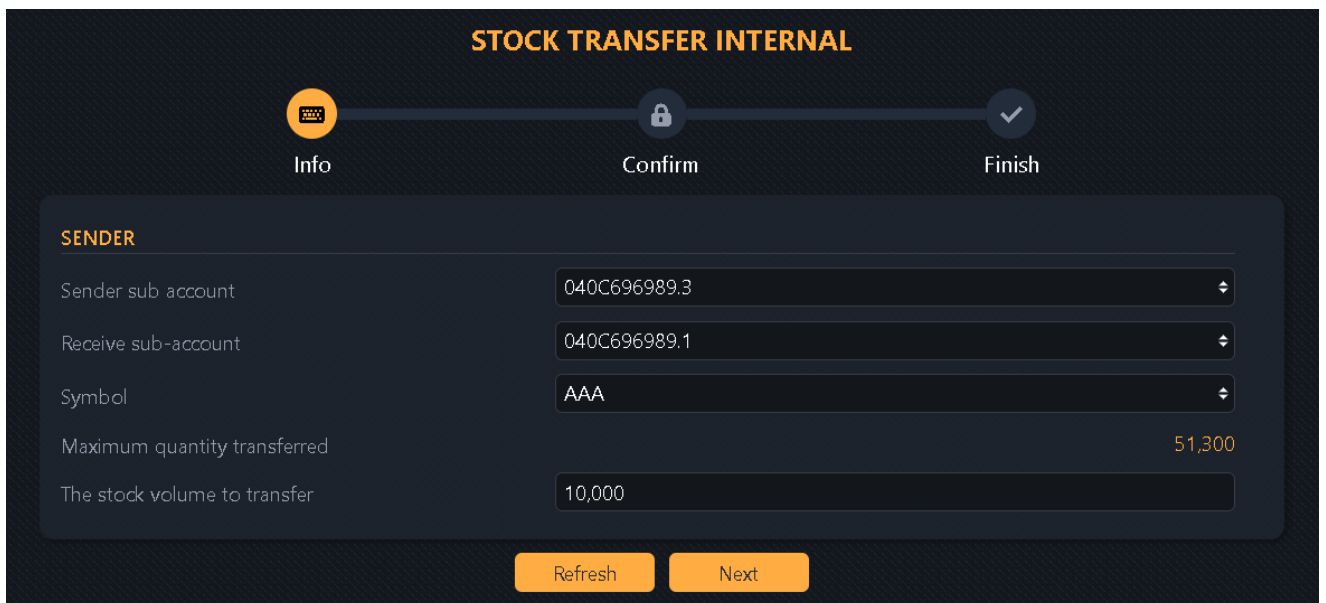 STOCK TRANSFER INTERNAL
Info Confirm Finish
SENDER
Sender sub account 040C696989.3
Receive sub-account 040C696989.1
Symbol AAA
Maximum quantity transferred 51,300
The stock volume to transfer 10,000
Refresh Next